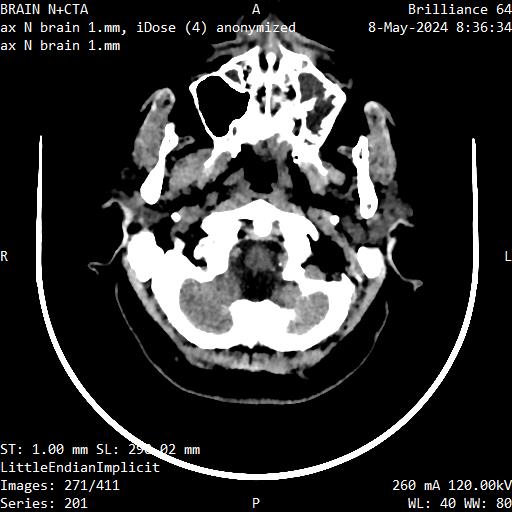 BRAIN N+CTA
A
Brilliance 64
ax N brain 1.mm, iDose (4) anonymized
8-May-2024 8:36:34
ax N brain 1.mm
R
L
ST: 1.00 mm SL: 298.02 mm
LittleEndianImplicit
Images: 271/411
260 mA 120.00kV
Series: 201
P
WL: 40 WW: 80